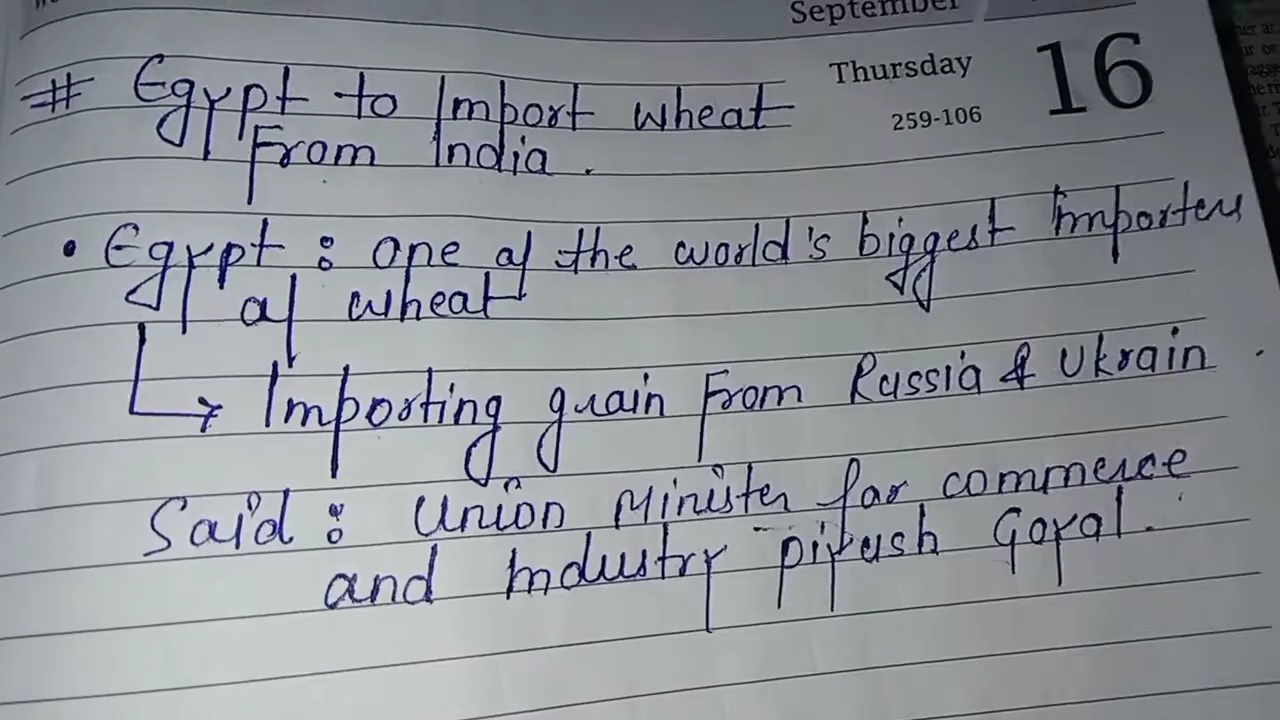 September
Thursday 16
259-106
# Egypt to Import wheat
From India.
• Egypt : one of the world's biggest Importers
of wheat
↳ Importing grain From Russia & Ukrain
Said : Union Minister for commerce
and Industry piyush Goyal.